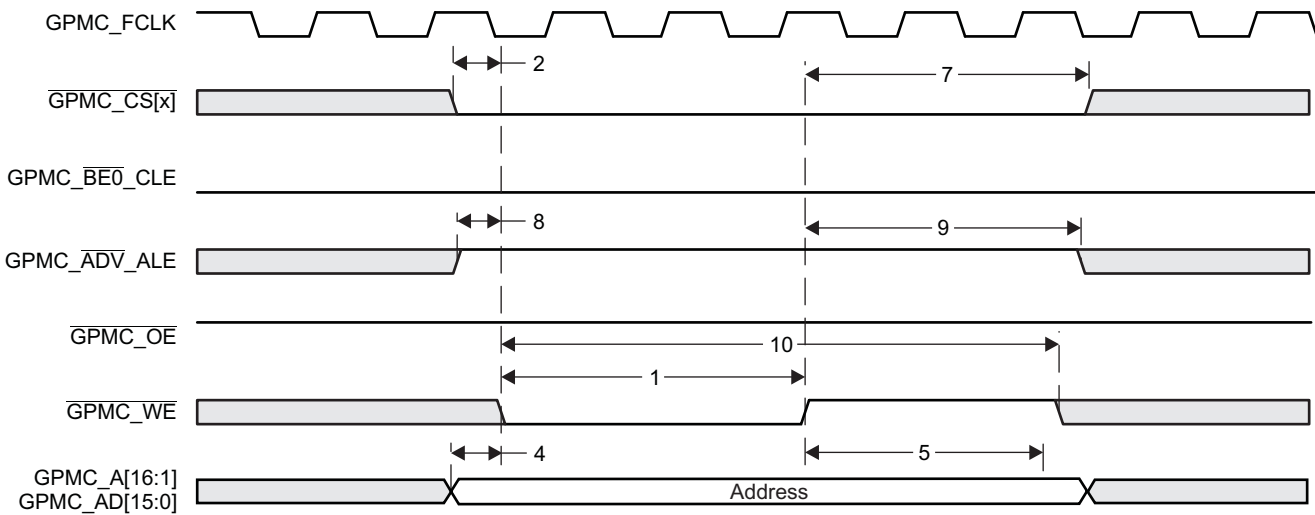 GPMC_FCLK
2
7
GPMC_CS[x]
GPMC_BE0_CLE
8
9
GPMC_ADV_ALE
GPMC_OE
10
1
GPMC_WE
4
5
GPMC_A[16:1]
GPMC_AD[15:0]
Address